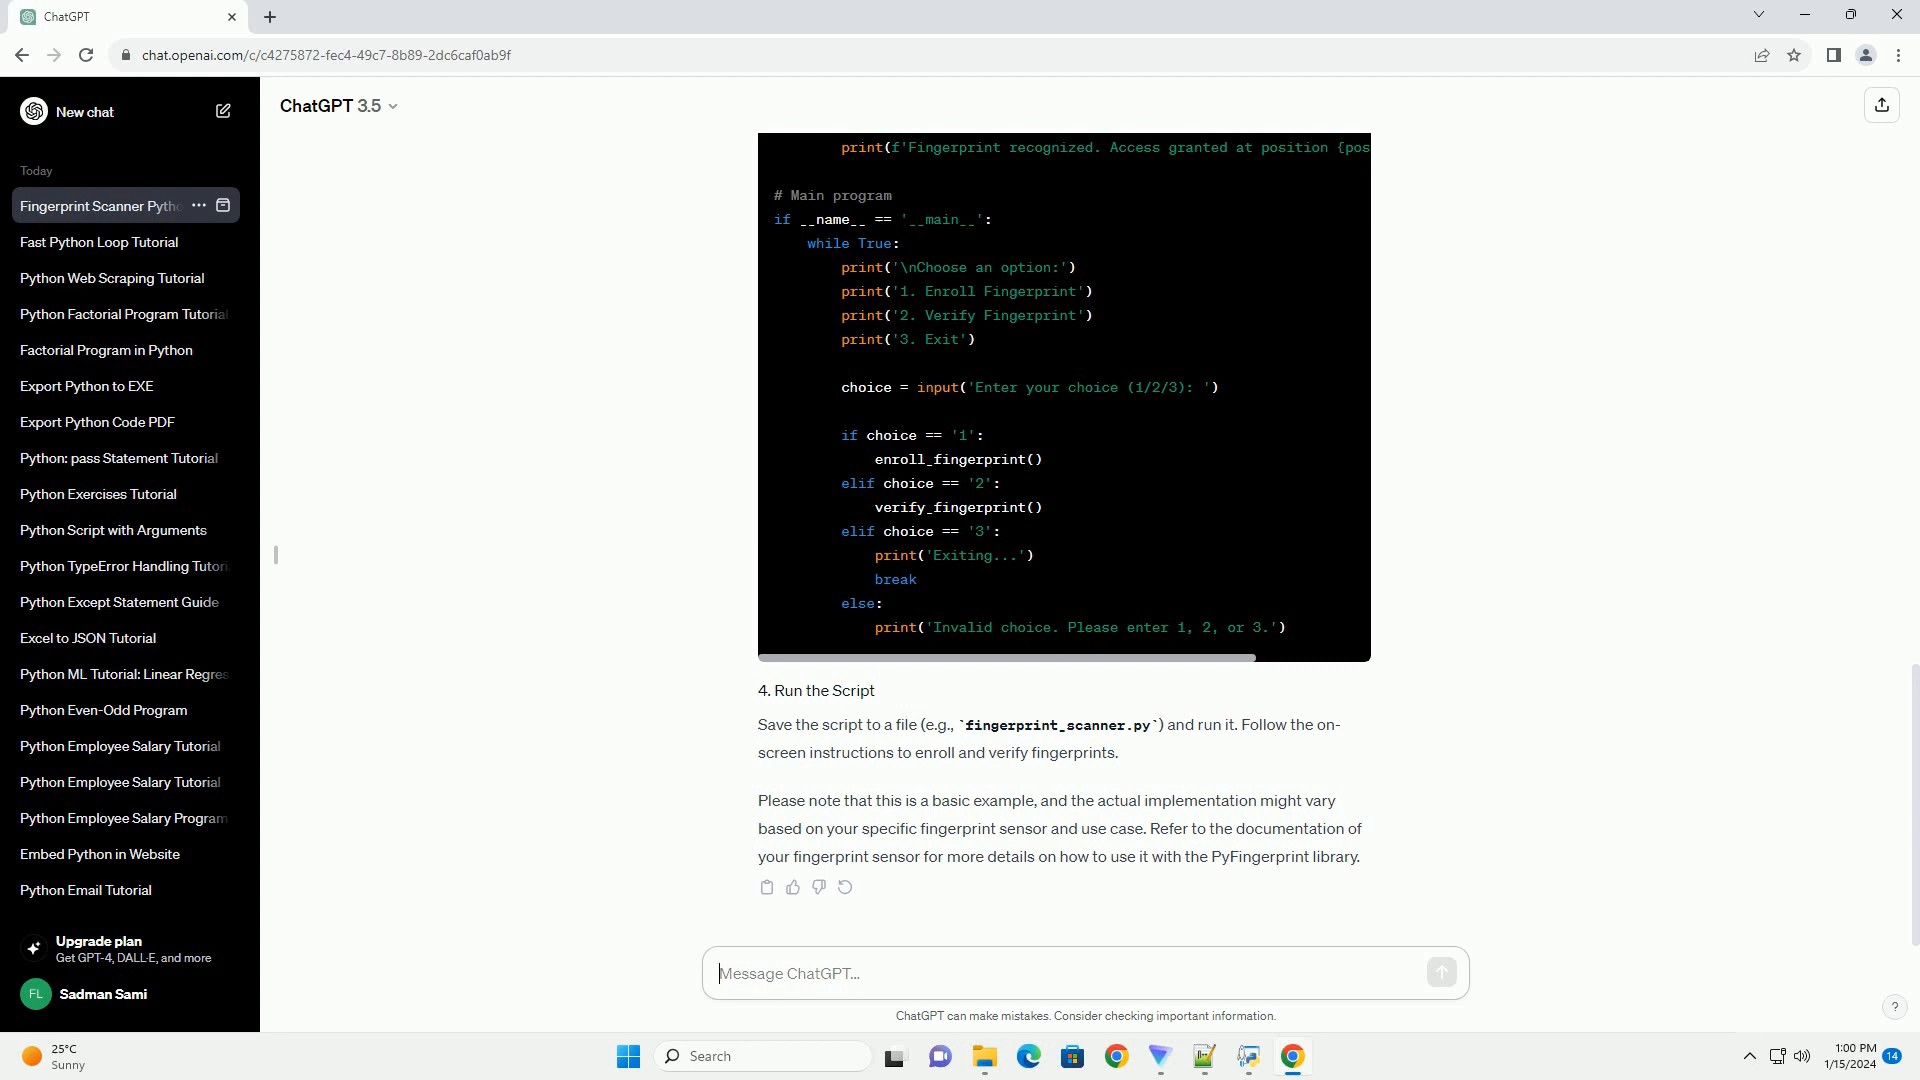 ChatGPT
chat.openai.com/c/c4275872-fec4-49c7-8b89-2dc6caf0ab9f
New chat
Today
Fingerprint Scanner Pytho
Fast Python Loop Tutorial
Python Web Scraping Tutorial
Python Factorial Program Tutorial
Factorial Program in Python
Export Python to EXE
Export Python Code PDF
Python: pass Statement Tutorial
Python Exercises Tutorial
Python Script with Arguments
Python TypeError Handling Tutori
Python Except Statement Guide
Excel to JSON Tutorial
Python ML Tutorial: Linear Regres
Python Even-Odd Program
Python Employee Salary Tutorial
Python Employee Salary Tutorial
Python Employee Salary Program
Embed Python in Website
Python Email Tutorial
Upgrade plan
Get GPT-4, DALL·E, and more
FL
Sadman Sami
ChatGPT 3.5
print(f'Fingerprint recognized. Access granted at position {pos
# Main program
if __name__ == '__main__':
while True:
print('\nChoose an option:')
print('1. Enroll Fingerprint')
print('2. Verify Fingerprint')
print('3. Exit')
choice = input('Enter your choice (1/2/3): ')
if choice == '1':
enroll_fingerprint()
elif choice == '2':
verify_fingerprint()
elif choice == '3':
print('Exiting...')
break
else:
print('Invalid choice. Please enter 1, 2, or 3.')
4. Run the Script
Save the script to a file (e.g., `fingerprint_scanner.py`) and run it. Follow the on-
screen instructions to enroll and verify fingerprints.
Please note that this is a basic example, and the actual implementation might vary
based on your specific fingerprint sensor and use case. Refer to the documentation of
your fingerprint sensor for more details on how to use it with the PyFingerprint library.
Message ChatGPT...
ChatGPT can make mistakes. Consider checking important information.
?
25°C
Sunny
Search
1:00 PM
1/15/2024
14